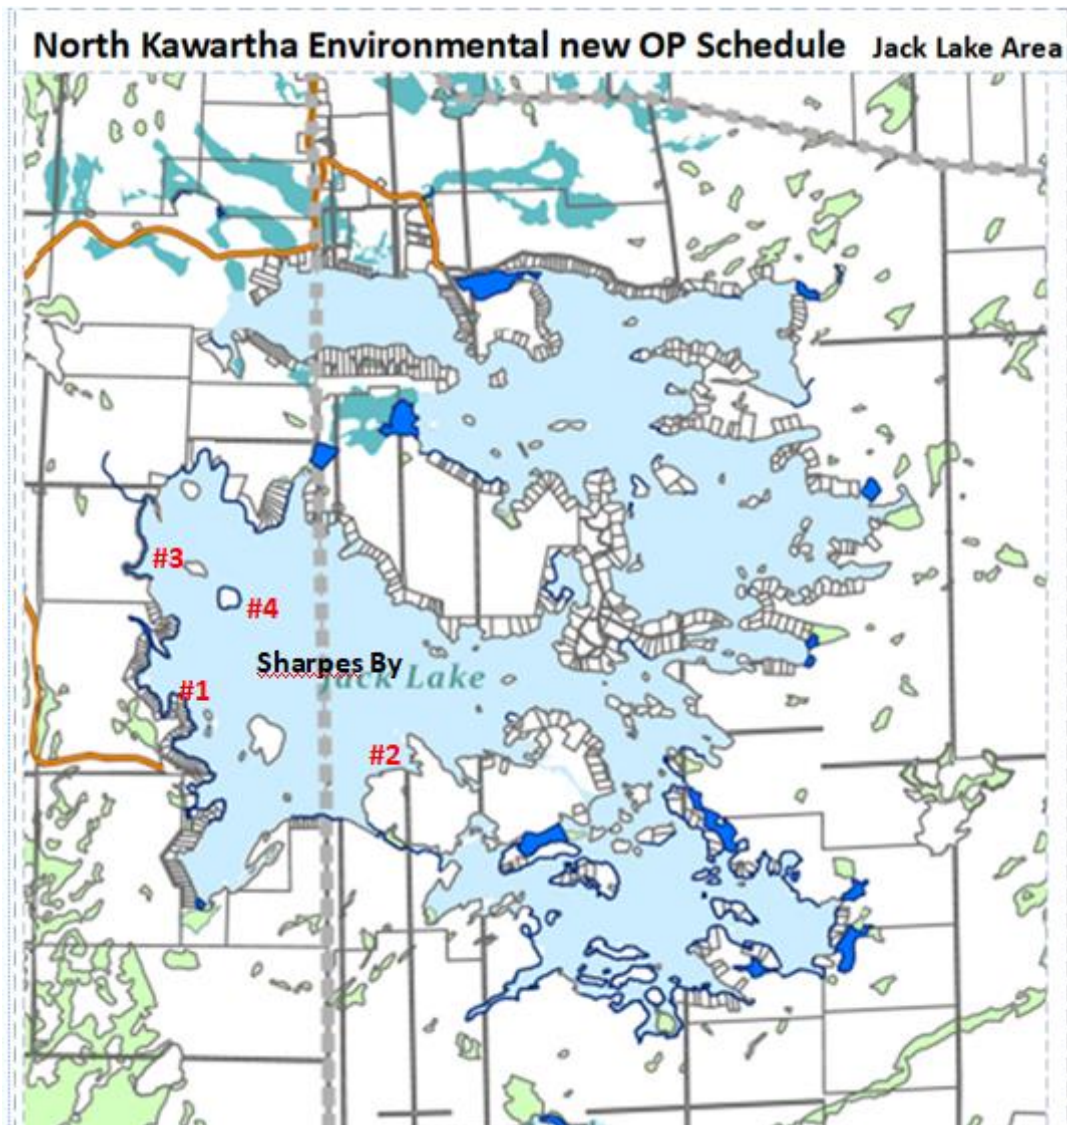 North Kawartha Environmental new OP Schedule Jack Lake Area
#3
#4
Sharpes By
Jack Lake
#1
#2